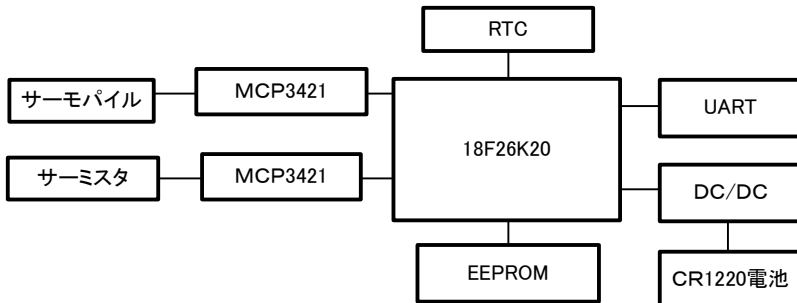 RTC
サーモパイル
MCP3421
18F26K20
UART
サーミスタ
MCP3421
DC/DC
EEPROM
CR1220電池